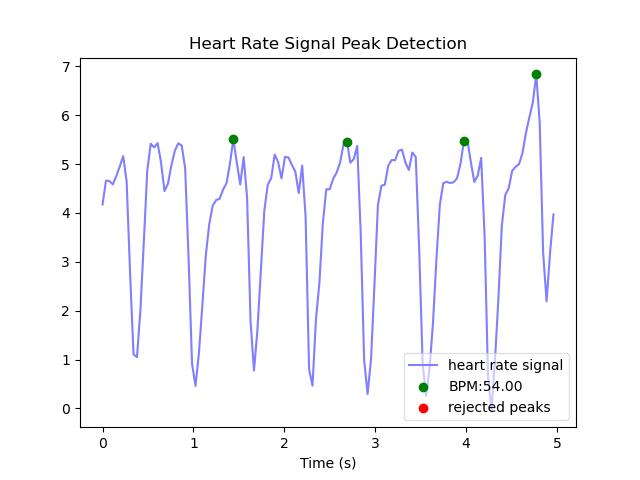 Heart Rate Signal Peak Detection
7
6
5
4
3
2
1
0
heart rate signal
BPM:54.00
rejected peaks
0 1 2 3 4 5
Time (s)